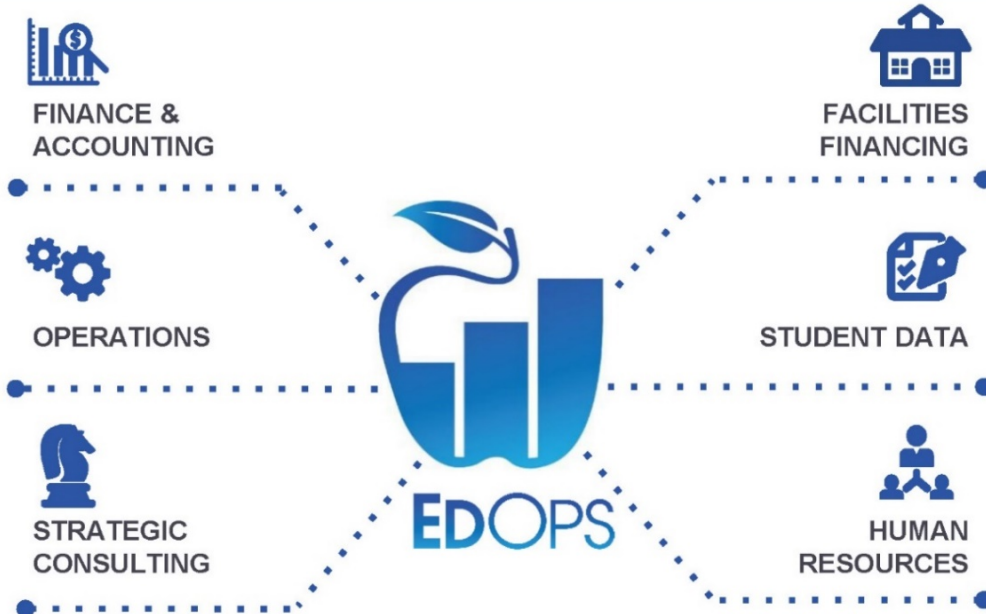 FINANCE &
ACCOUNTING
FACILITIES
FINANCING
OPERATIONS
STUDENT DATA
STRATEGIC
CONSULTING
HUMAN
RESOURCES
EDOPS